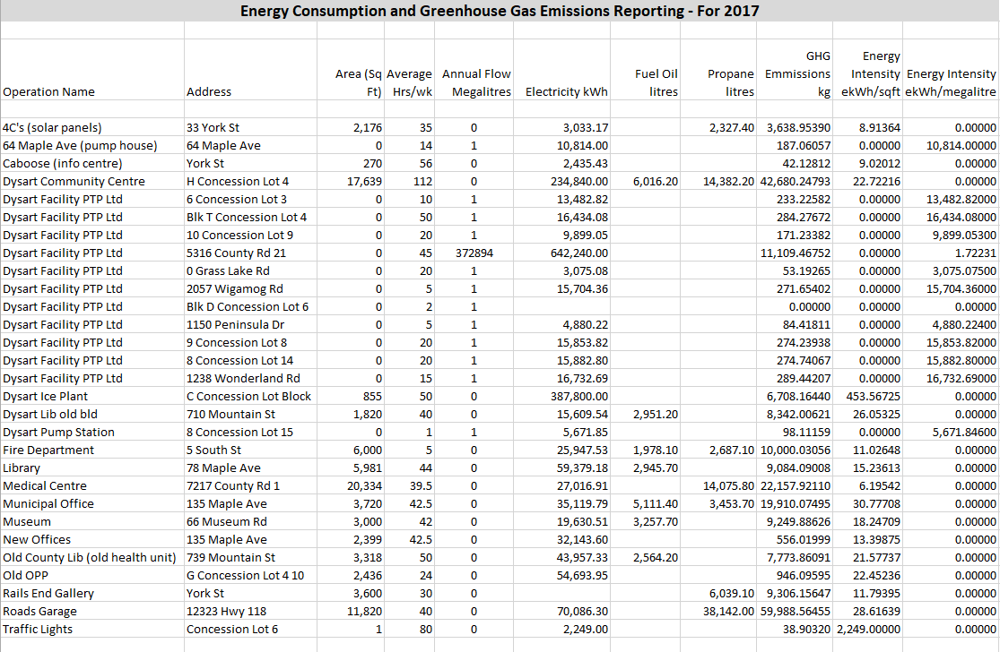 Energy Consumption and Greenhouse Gas Emissions Reporting - For 2017
GHG Energy
Area (Sq Average Annual Flow Fuel Oil Propane Emmissions Intensity Energy Intensity
Operation Name Address Ft) Hrs/wk Megalitres Electricity kWh litres litres kg ekWh/sqft ekWh/megalitre
4C's (solar panels) 33 York St 2,176 35 0 3,033.17 2,327.40 3,638.95390 8.91364 0.00000
64 Maple Ave (pump house) 64 Maple Ave 0 14 1 10,814.00 187.06057 0.00000 10,814.00000
Caboose (info centre) York St 270 56 0 2,435.43 42.12812 9.02012 0.00000
Dysart Community Centre H Concession Lot 4 17,639 112 0 234,840.00 6,016.20 14,382.20 42,680.24793 22.72216 0.00000
Dysart Facility PTP Ltd 6 Concession Lot 3 0 10 1 13,482.82 233.22582 0.00000 13,482.82000
Dysart Facility PTP Ltd Blk T Concession Lot 4 0 50 1 16,434.08 284.27672 0.00000 16,434.08000
Dysart Facility PTP Ltd 10 Concession Lot 9 0 20 1 9,899.05 171.23382 0.00000 9,899.05300
Dysart Facility PTP Ltd 5316 County Rd 21 0 45 372894 642,240.00 11,109.46752 0.00000 1.72231
Dysart Facility PTP Ltd 0 Grass Lake Rd 0 20 1 3,075.08 53.19265 0.00000 3,075.07500
Dysart Facility PTP Ltd 2057 Wigamog Rd 0 5 1 15,704.36 271.65402 0.00000 15,704.36000
Dysart Facility PTP Ltd Blk D Concession Lot 6 0 2 1 0.00000 0.00000 0.00000
Dysart Facility PTP Ltd 1150 Peninsula Dr 0 5 1 4,880.22 84.41811 0.00000 4,880.22400
Dysart Facility PTP Ltd 9 Concession Lot 8 0 20 1 15,853.82 274.23938 0.00000 15,853.82000
Dysart Facility PTP Ltd 8 Concession Lot 14 0 20 1 15,882.80 274.74067 0.00000 15,882.80000
Dysart Facility PTP Ltd 1238 Wonderland Rd 0 15 1 16,732.69 289.44207 0.00000 16,732.69000
Dysart Ice Plant C Concession Lot Block 855 50 0 387,800.00 6,708.16440 453.56725 0.00000
Dysart Lib old bld 710 Mountain St 1,820 40 0 15,609.54 2,951.20 8,342.00621 26.05325 0.00000
Dysart Pump Station 8 Concession Lot 15 0 1 1 5,671.85 98.11159 0.00000 5,671.84600
Fire Department 5 South St 6,000 5 0 25,947.53 1,978.10 2,687.10 10,000.03056 11.02648 0.00000
Library 78 Maple Ave 5,981 44 0 59,379.18 2,945.70 9,084.09008 15.23613 0.00000
Medical Centre 7217 County Rd 1 20,334 39.5 0 27,016.91 14,075.80 22,157.92110 6.19542 0.00000
Municipal Office 135 Maple Ave 3,720 42.5 0 35,119.79 5,111.40 3,453.70 19,910.07495 30.77708 0.00000
Museum 66 Museum Rd 3,000 42 0 19,630.51 3,257.70 9,249.88626 18.24709 0.00000
New Offices 135 Maple Ave 2,399 42.5 0 32,143.60 556.01999 13.39875 0.00000
Old County Lib (old health unit) 739 Mountain St 3,318 50 0 43,957.33 2,564.20 7,773.86091 21.57737 0.00000
Old OPP G Concession Lot 4 10 2,436 24 0 54,693.95 946.09595 22.45236 0.00000
Rails End Gallery York St 3,600 30 0 6,039.10 9,306.15647 11.79395 0.00000
Roads Garage 12323 Hwy 118 11,820 40 0 70,086.30 38,142.00 59,988.56455 28.61639 0.00000
Traffic Lights Concession Lot 6 1 80 0 2,249.00 38.90320 2,249.00000 0.00000